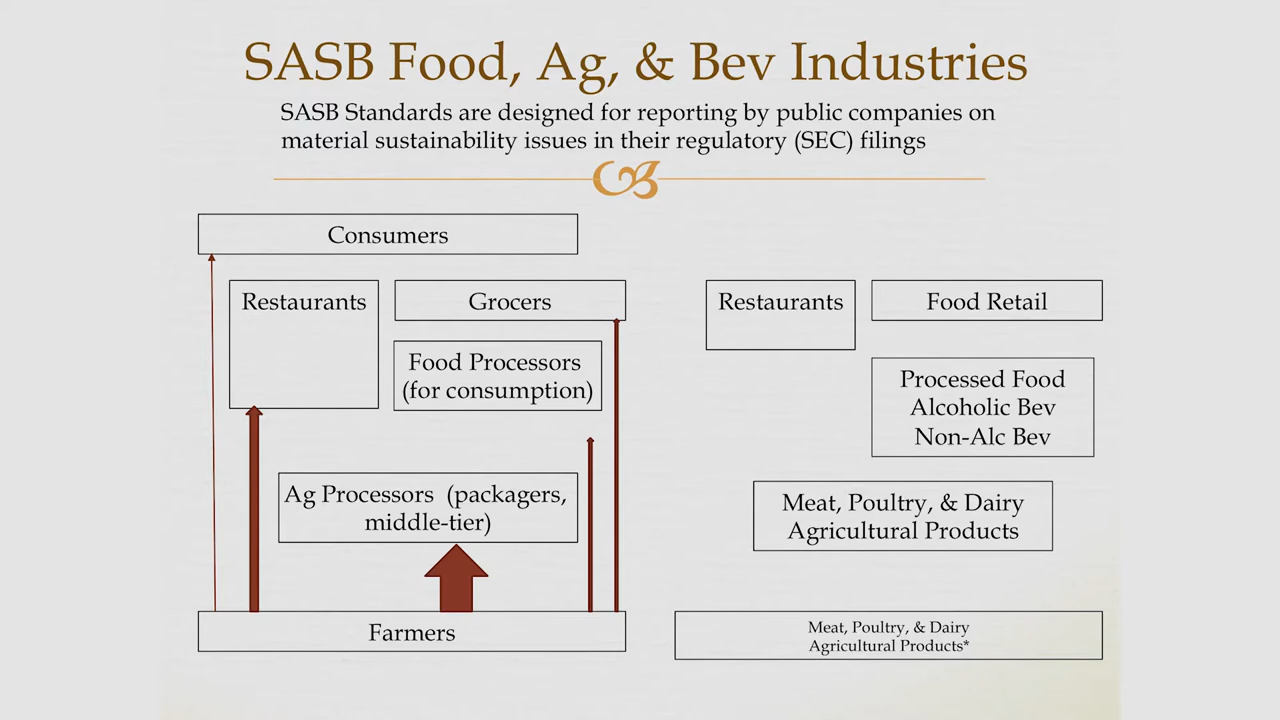 SASB Food, Ag, & Bev Industries
SASB Standards are designed for reporting by public companies on
material sustainability issues in their regulatory (SEC) filings
Consumers
Restaurants
Grocers
Food Processors
(for consumption)
Ag Processors (packagers,
middle-tier)
Farmers
Restaurants
Food Retail
Processed Food
Alcoholic Bev
Non-Alc Bev
Meat, Poultry, & Dairy
Agricultural Products
Meat, Poultry, & Dairy
Agricultural Products*